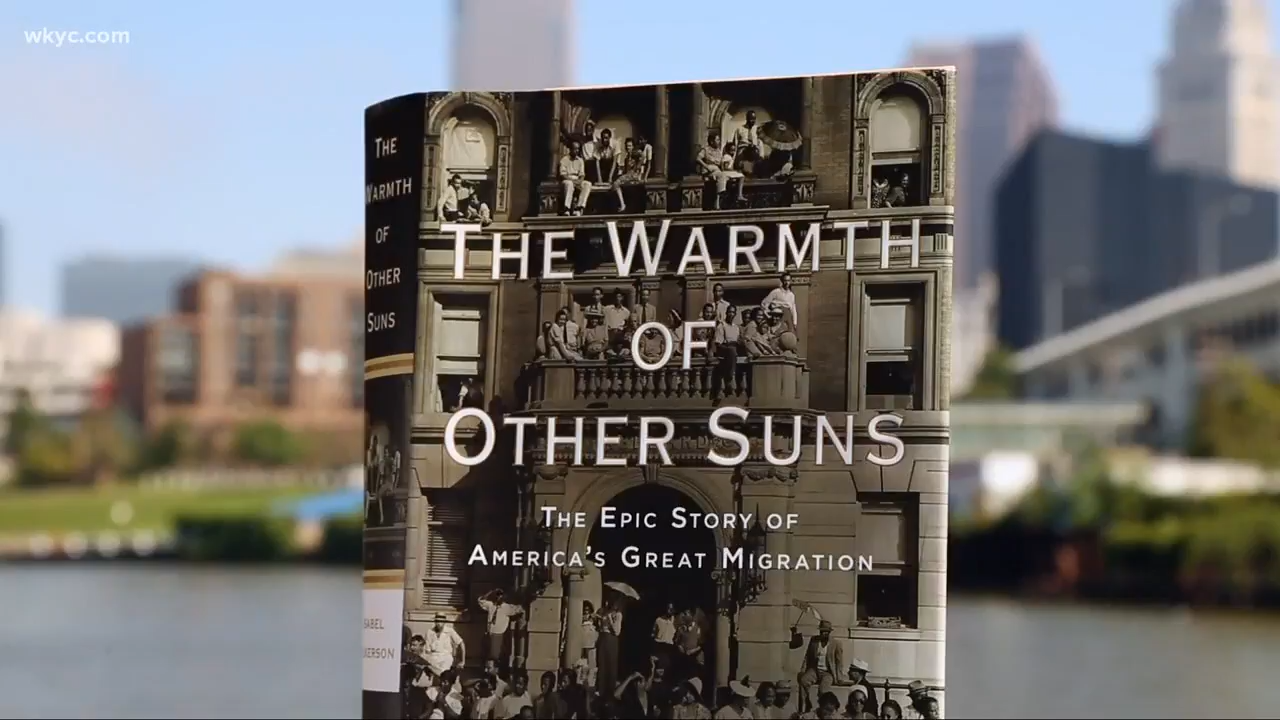 wkyc.com
THE
WARMTH
OF
OTHER
SUNS
THE WARMTH
OF
OTHER SUNS
THE EPIC STORY OF
AMERICA'S GREAT MIGRATION